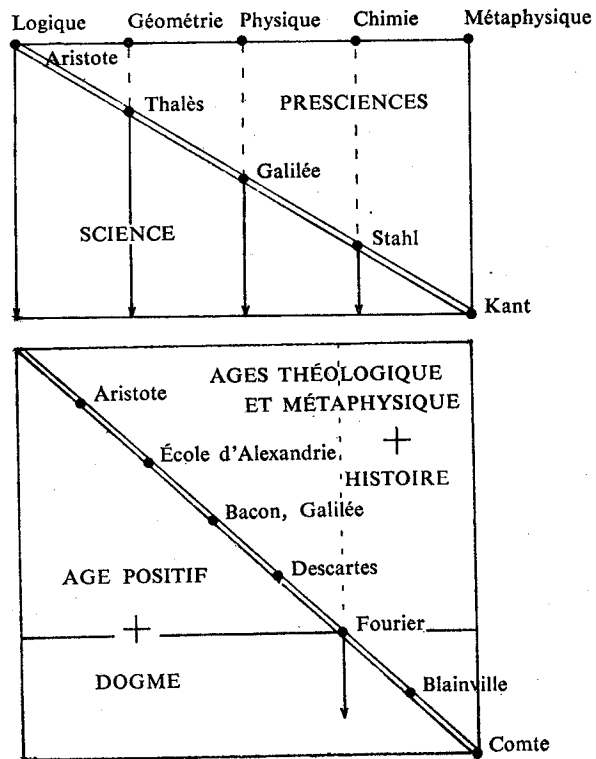 Logique Géométrie Physique Chimie Métaphysique
Aristote
Thalès PRESCIENCES
Galilée
SCIENCE Stahl
Kant
AGES THÉOLOGIQUE
Aristote ET MÉTAPHYSIQUE
+
École d'Alexandrie
HISTOIRE
Bacon, Galilée
AGE POSITIF Descartes
+ Fourier
DOGME Blainville
Comte